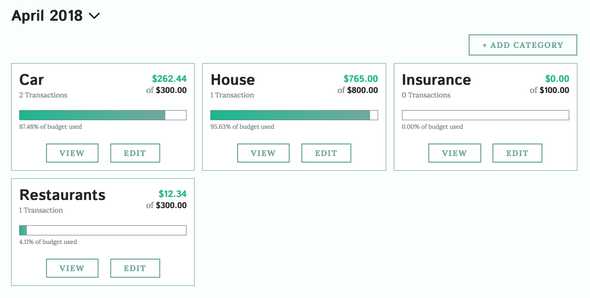 April 2018
+ ADD CATEGORY
Car
$262.44
2 Transactions
of $300.00
87.48% of budget used
VIEW
EDIT
House
$765.00
1 Transaction
of $800.00
95.63% of budget used
VIEW
EDIT
Insurance
$0.00
0 Transactions
of $100.00
0.00% of budget used
VIEW
EDIT
Restaurants
$12.34
1 Transaction
of $300.00
4.11% of budget used
VIEW
EDIT